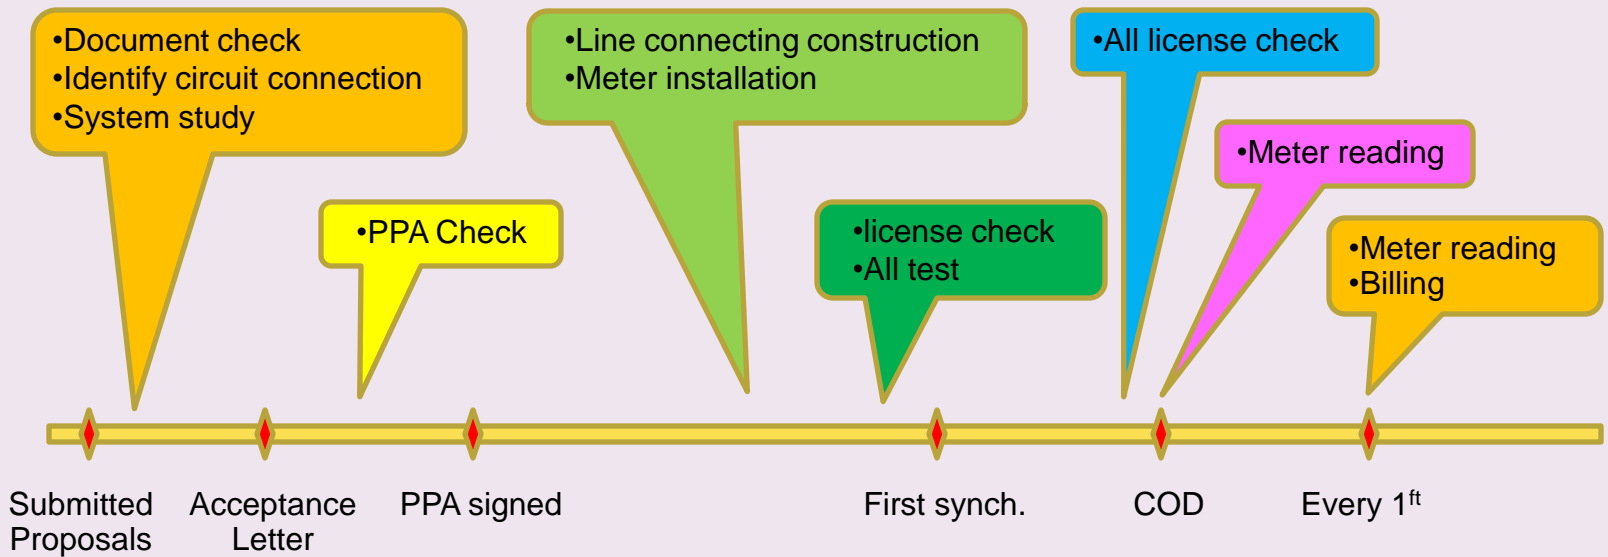 •Document check
•Identify circuit connection
•System study
•PPA Check
•Line connecting construction
•Meter installation
•license check
•All test
•All license check
•Meter reading
•Meter reading
•Billing
Submitted
Proposals
Acceptance
Letter
PPA signed
First synch.
COD
Every 1ft